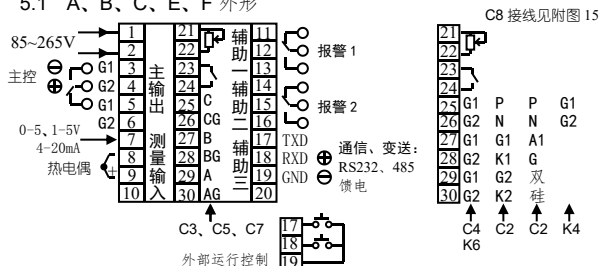 5.1 A、B、C、E、F 外形
C8 接线见附图 15
85~265V
主控
G1
G2
G1
G2
0-5、1-5V
4-20mA
热电偶
1
2
3
4
5
6
7
8
9
10
主输出
测量输入
21
22
23
24
25
26
27
28
29
30
C
CG
B
BG
A
AG
辅助一
辅助二
辅助三
11
12
13
14
15
16
17
18
19
20
报警 1
报警 2
TXD
RXD
GND
通信、变送：
RS232、485
馈电
C3、C5、C7
外部运行控制
17
18
19
21
22
23
24
25 G1 P P G1
26 G2 N N G2
27 G1 G1 A1
28 G2 K1 G
29 G1 G2 双
30 G2 K2 硅
C4 C2 C2 K4
K6